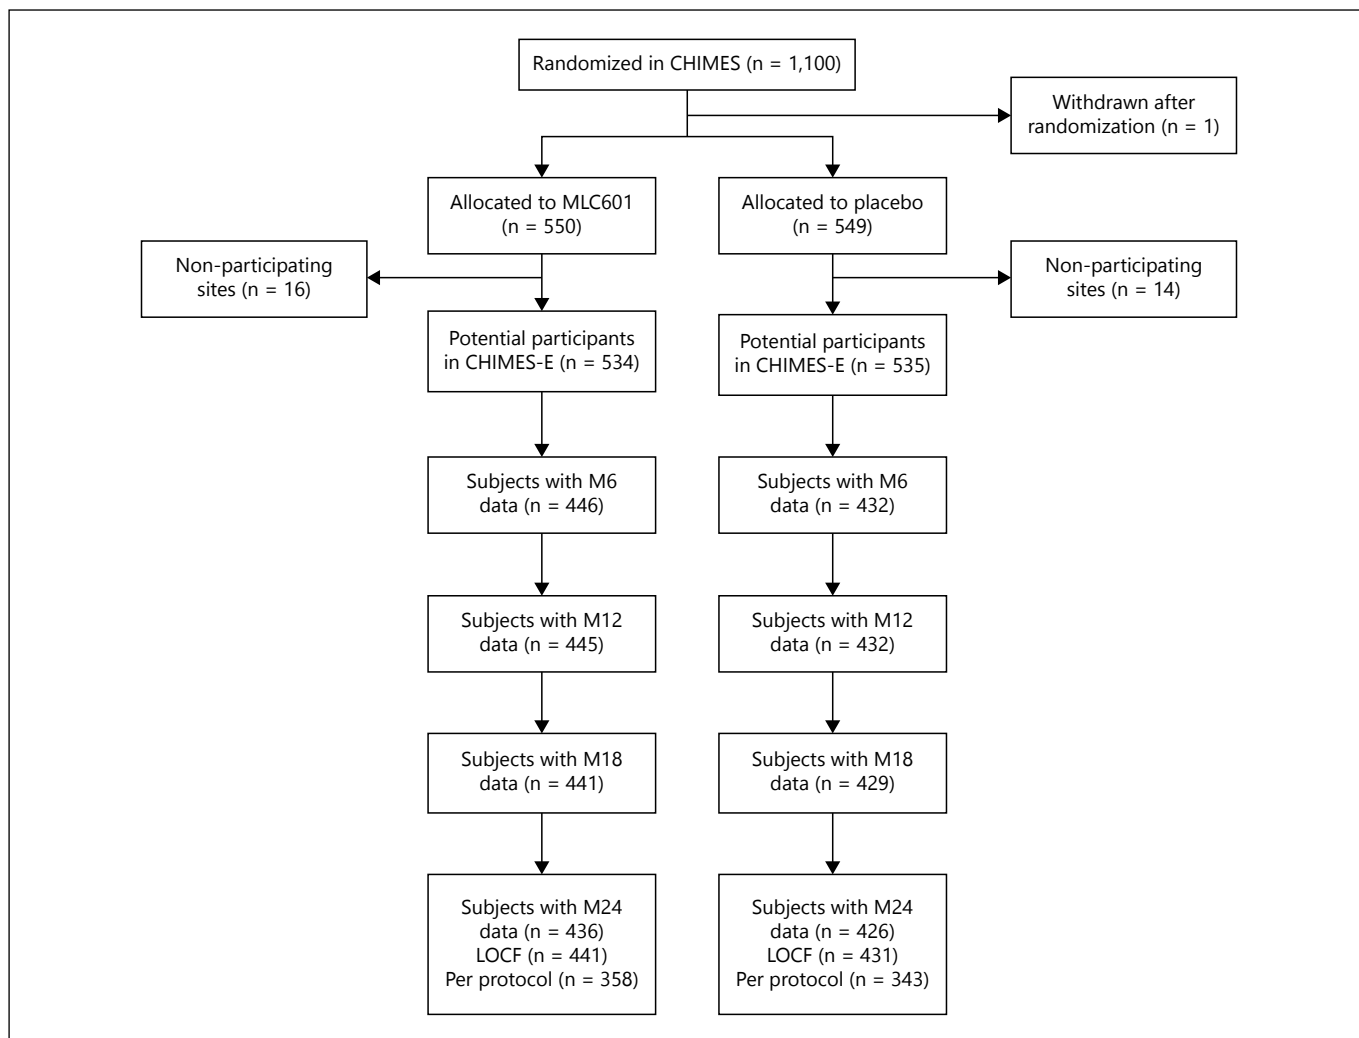 Randomized in CHIMES (n = 1,100)
Withdrawn after
randomization (n = 1)
Allocated to MLC601
(n = 550)
Allocated to placebo
(n = 549)
Non-participating
sites (n = 16)
Non-participating
sites (n = 14)
Potential participants
in CHIMES-E (n = 534)
Potential participants
in CHIMES-E (n = 535)
Subjects with M6
data (n = 446)
Subjects with M6
data (n = 432)
Subjects with M12
data (n = 445)
Subjects with M12
data (n = 432)
Subjects with M18
data (n = 441)
Subjects with M18
data (n = 429)
Subjects with M24
data (n = 436)
LOCF (n = 441)
Per protocol (n = 358)
Subjects with M24
data (n = 426)
LOCF (n = 431)
Per protocol (n = 343)